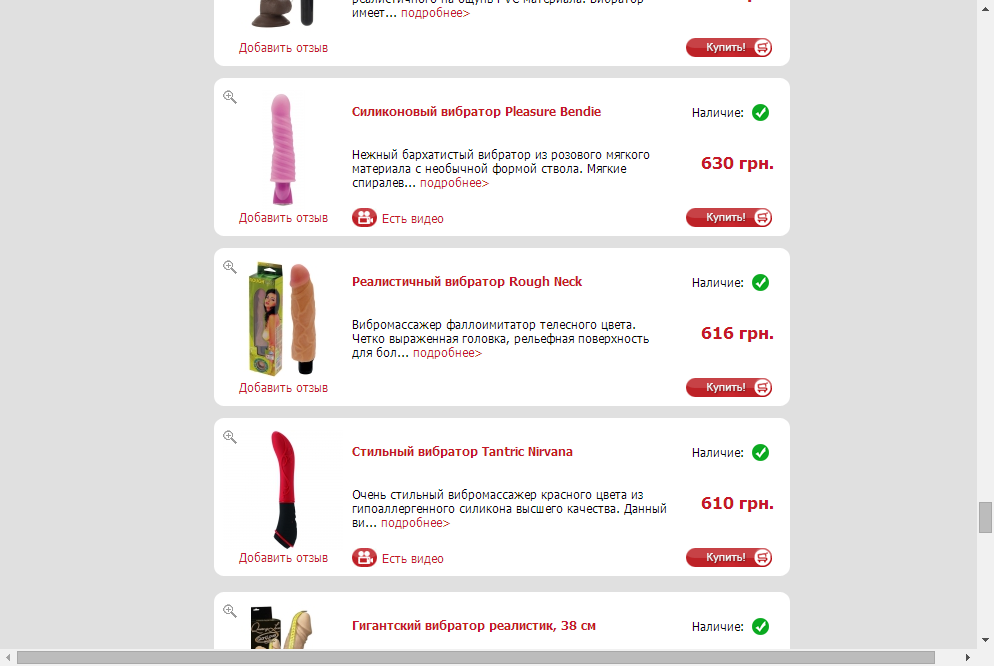 реалистичного на ощупь PVC материала. Вибратор
имеет... подробнее>
Добавить отзыв
Купить!
Силиконовый вибратор Pleasure Bendie
Наличие:
Нежный бархатистый вибратор из розового мягкого
материала с необычной формой ствола. Мягкие
спиралев... подробнее>
630 грн.
Добавить отзыв
Есть видео
Купить!
Реалистичный вибратор Rough Neck
Наличие:
Вибромассажер фаллоимитатор телесного цвета.
Четко выраженная головка, рельефная поверхность
для бол... подробнее>
616 грн.
Добавить отзыв
Купить!
Стильный вибратор Tantric Nirvana
Наличие:
Очень стильный вибромассажер красного цвета из
гипоаллергенного силикона высшего качества. Данный
ви... подробнее>
610 грн.
Добавить отзыв
Есть видео
Купить!
Гигантский вибратор реалистик, 38 см
Наличие: